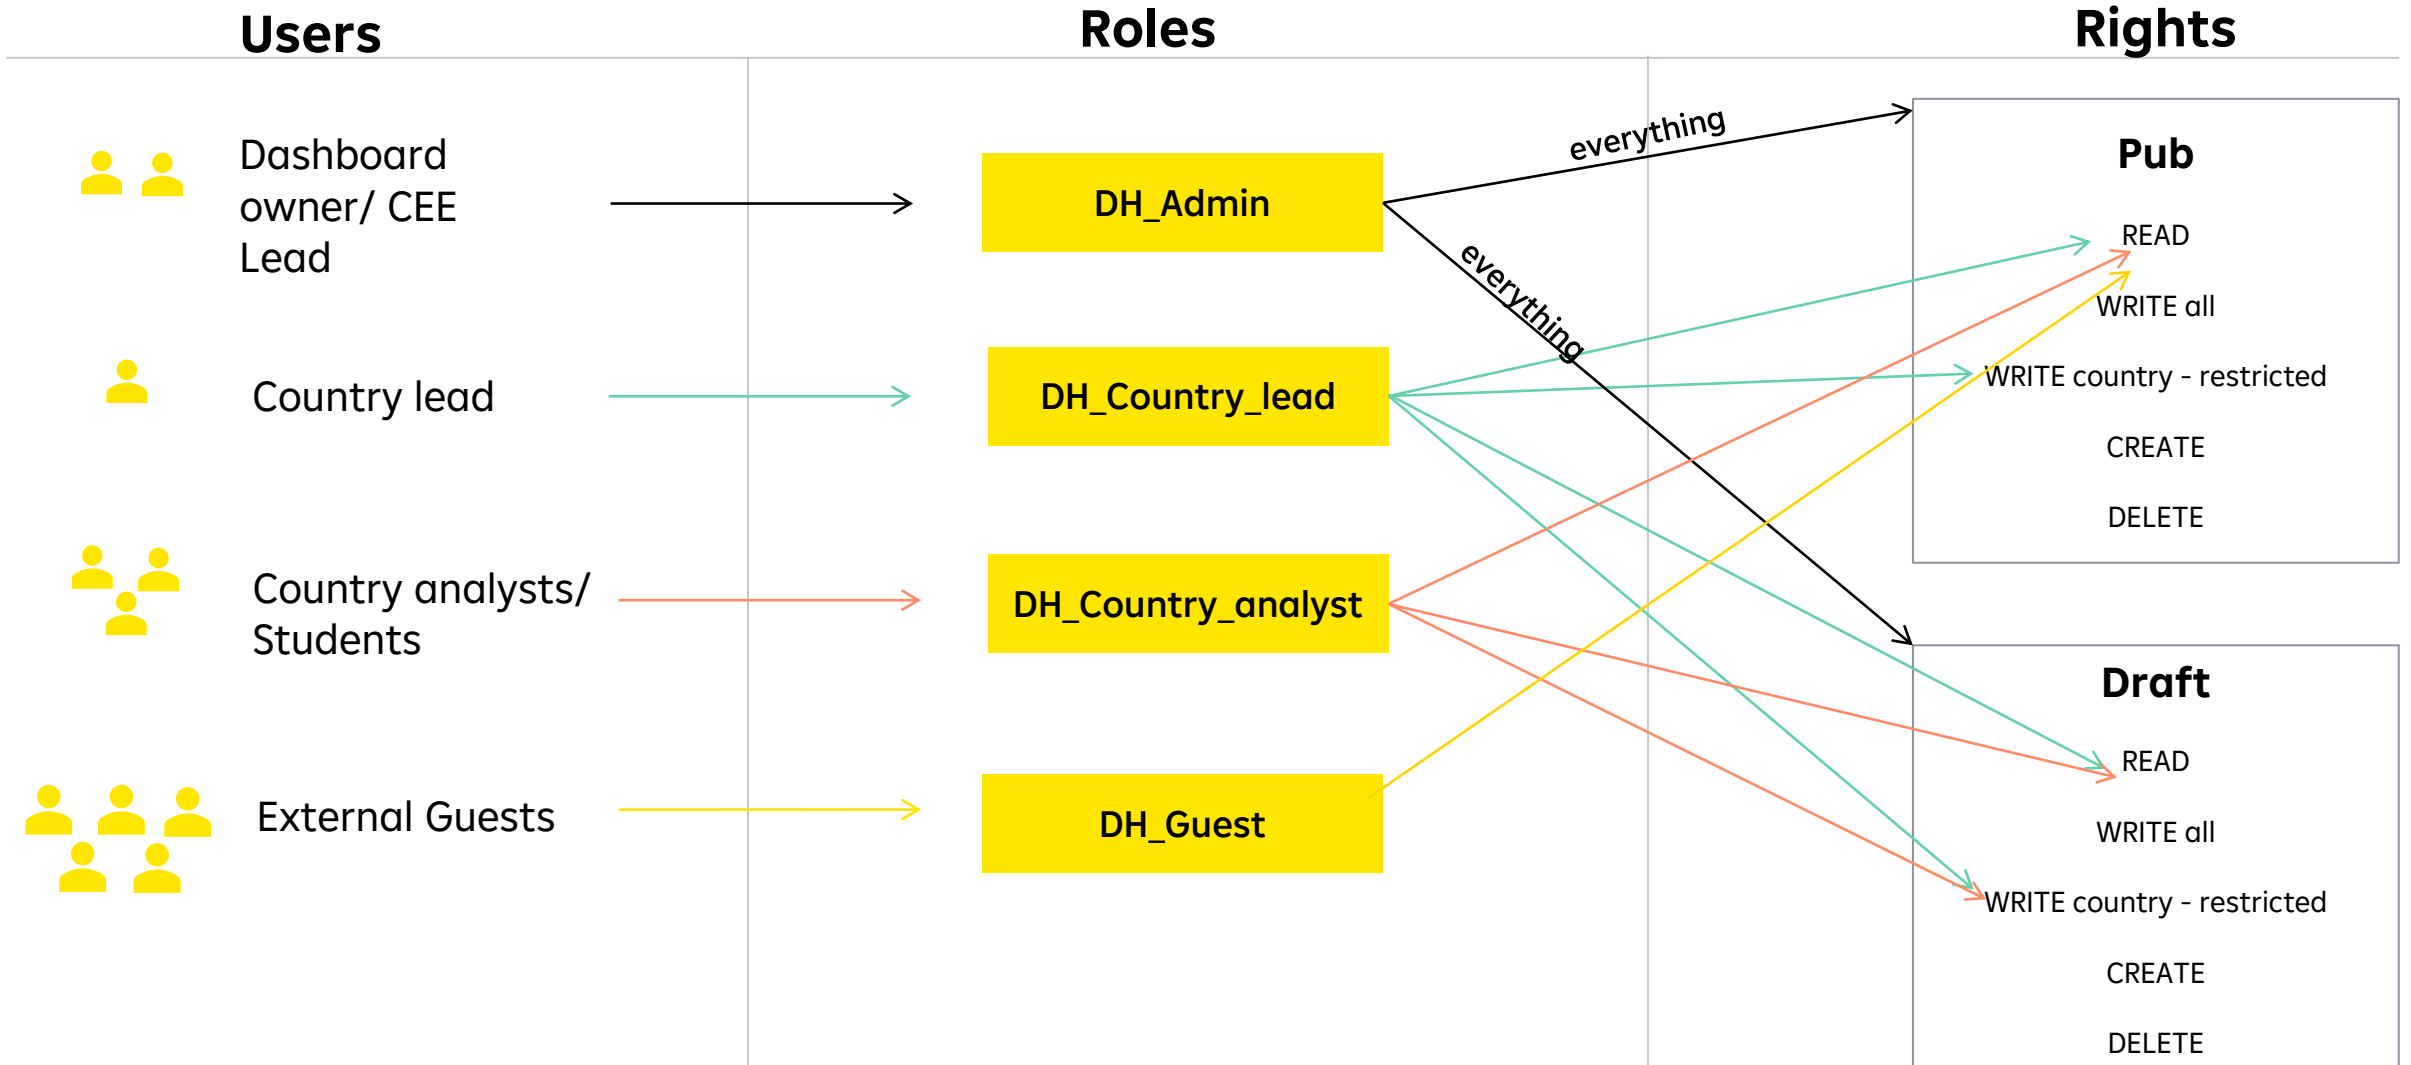 Users
Roles
Rights
Dashboard
owner/ CEE
Lead
DH_Admin
everything
everything
Country lead
DH_Country_lead
Country analysts/
Students
DH_Country_analyst
External Guests
DH_Guest
Pub
READ
WRITE all
WRITE country - restricted
CREATE
DELETE
Draft
READ
WRITE all
WRITE country - restricted
CREATE
DELETE